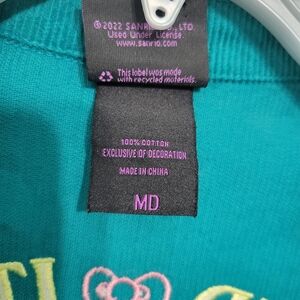 ©2022 SANRIO CO., LTD.
Used Under License
www.sanrio.com
This label was made
with recycled materials.
100% COTTON
EXCLUSIVE OF DECORATION
MADE IN CHINA
MD